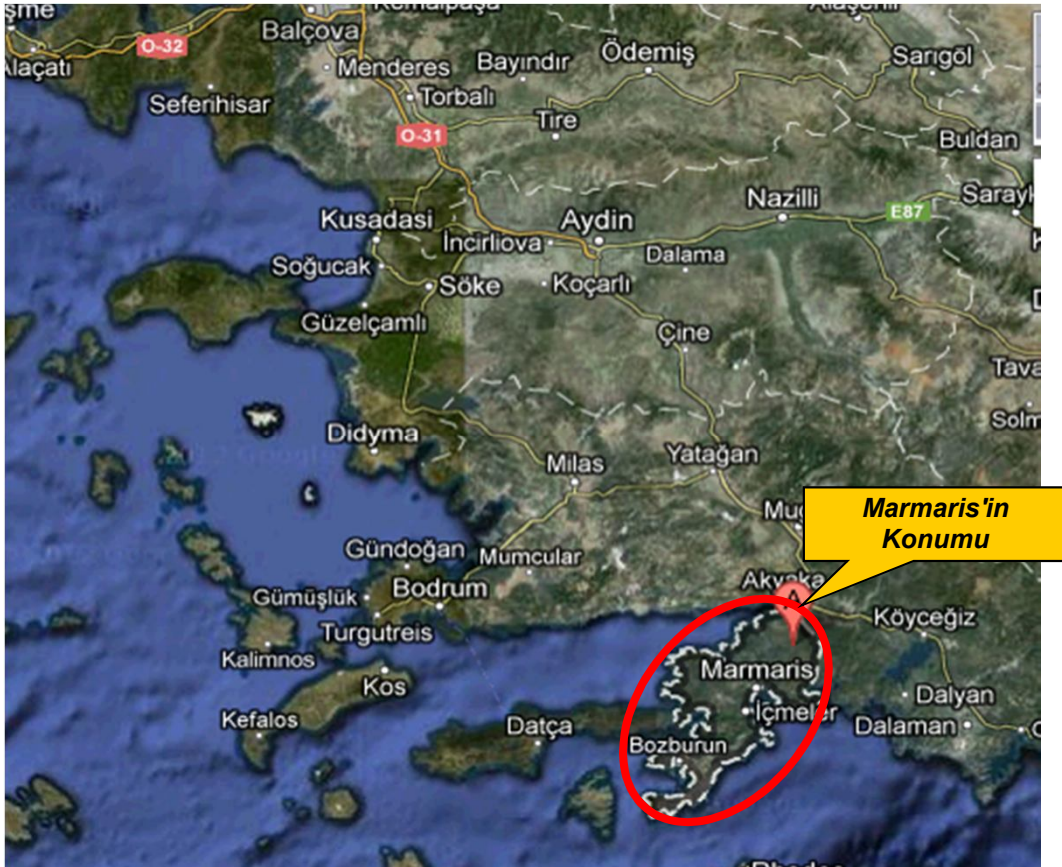 Kemalpaşa
Alaşehir
Balçova
O-32
Alaçatı
Menderes
Bayındır
Ödemiş
Sarıgöl
Seferihisar
Torbalı
Tire
O-31
Buldan
Kusadasi
İncirliova
Aydin
Nazilli
E87
Dalama
Soğucak
Söke
Koçarlı
Güzelçamlı
Çine
Didyma
Milas
Yatağan
Marmaris'in
Konumu
Gündoğan
Mumcular
Akyaka
A
Gümüşlük
Bodrum
Köyceğiz
Turgutreis
Kalimnos
Marmaris
Kos
Dalyan
Kefalos
Datça
İçmeler
Dalaman
Bozburun